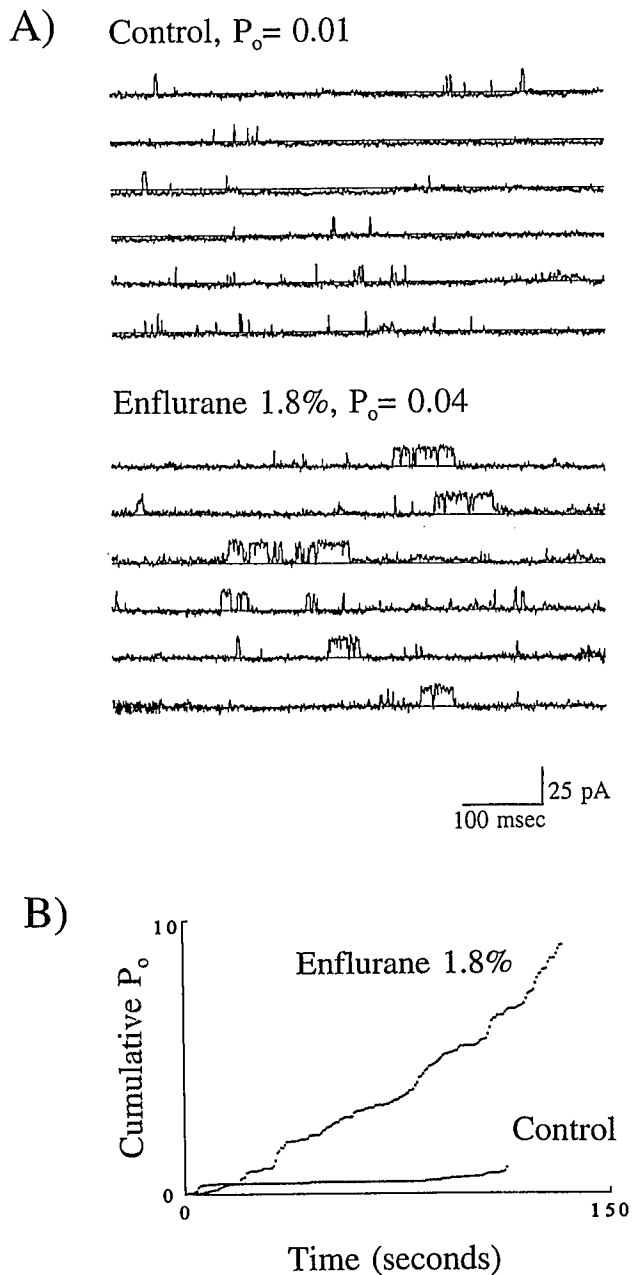 A)
Control, Po= 0.01
Enflurane 1.8%, Po= 0.04
25 pA
100 msec
B)
10
Cumulative Po
Enflurane 1.8%
Control
0
0
150
Time (seconds)